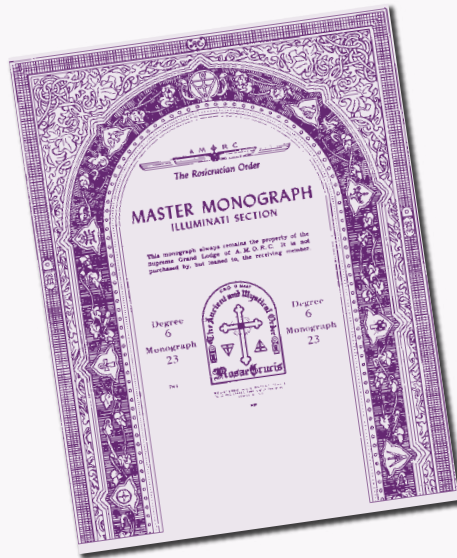 A M R C
The Rosicrucian Order
MASTER MONOGRAPH
ILLUMINATI SECTION
This monograph always remains the property of the
Supreme Grand Lodge of A. M. O. R. C. It is not
purchased by, but loaned to, the receiving member
Degree
6
Monograph
23
The Ancient and Mystical Order
Rosae Crucis
Degree
6
Monograph
23